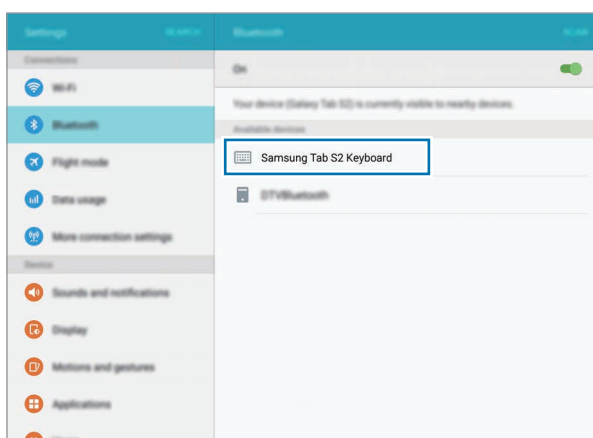 Settings
SEARCH
Bluetooth
SCAN
Connections
On
Wi-Fi
Your device (Galaxy Tab S2) is currently visible to nearby devices.
Bluetooth
Available devices
Samsung Tab S2 Keyboard
Flight mode
DTVBluetooth
Data usage
More connection settings
Device
Sounds and notifications
Display
Motions and gestures
Applications